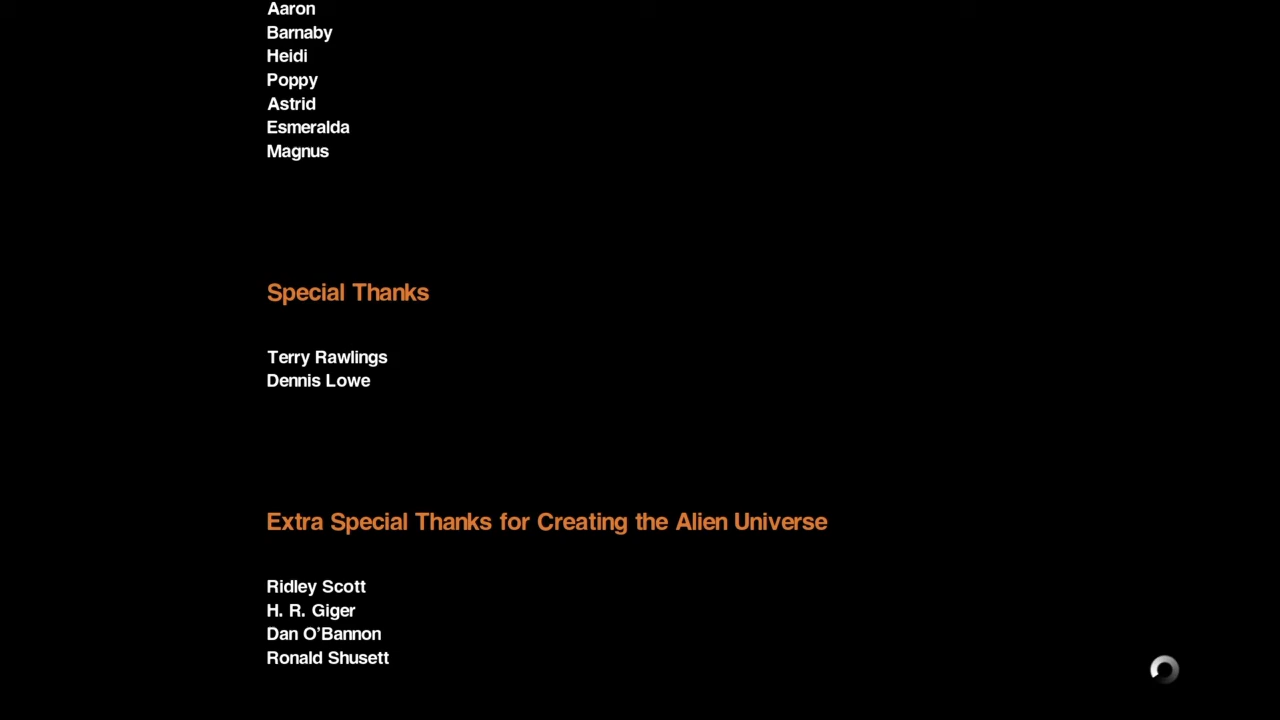 Aaron
Barnaby
Heidi
Poppy
Astrid
Esmeralda
Magnus
Special Thanks
Terry Rawlings
Dennis Lowe
Extra Special Thanks for Creating the Alien Universe
Ridley Scott
H. R. Giger
Dan O’Bannon
Ronald Shusett